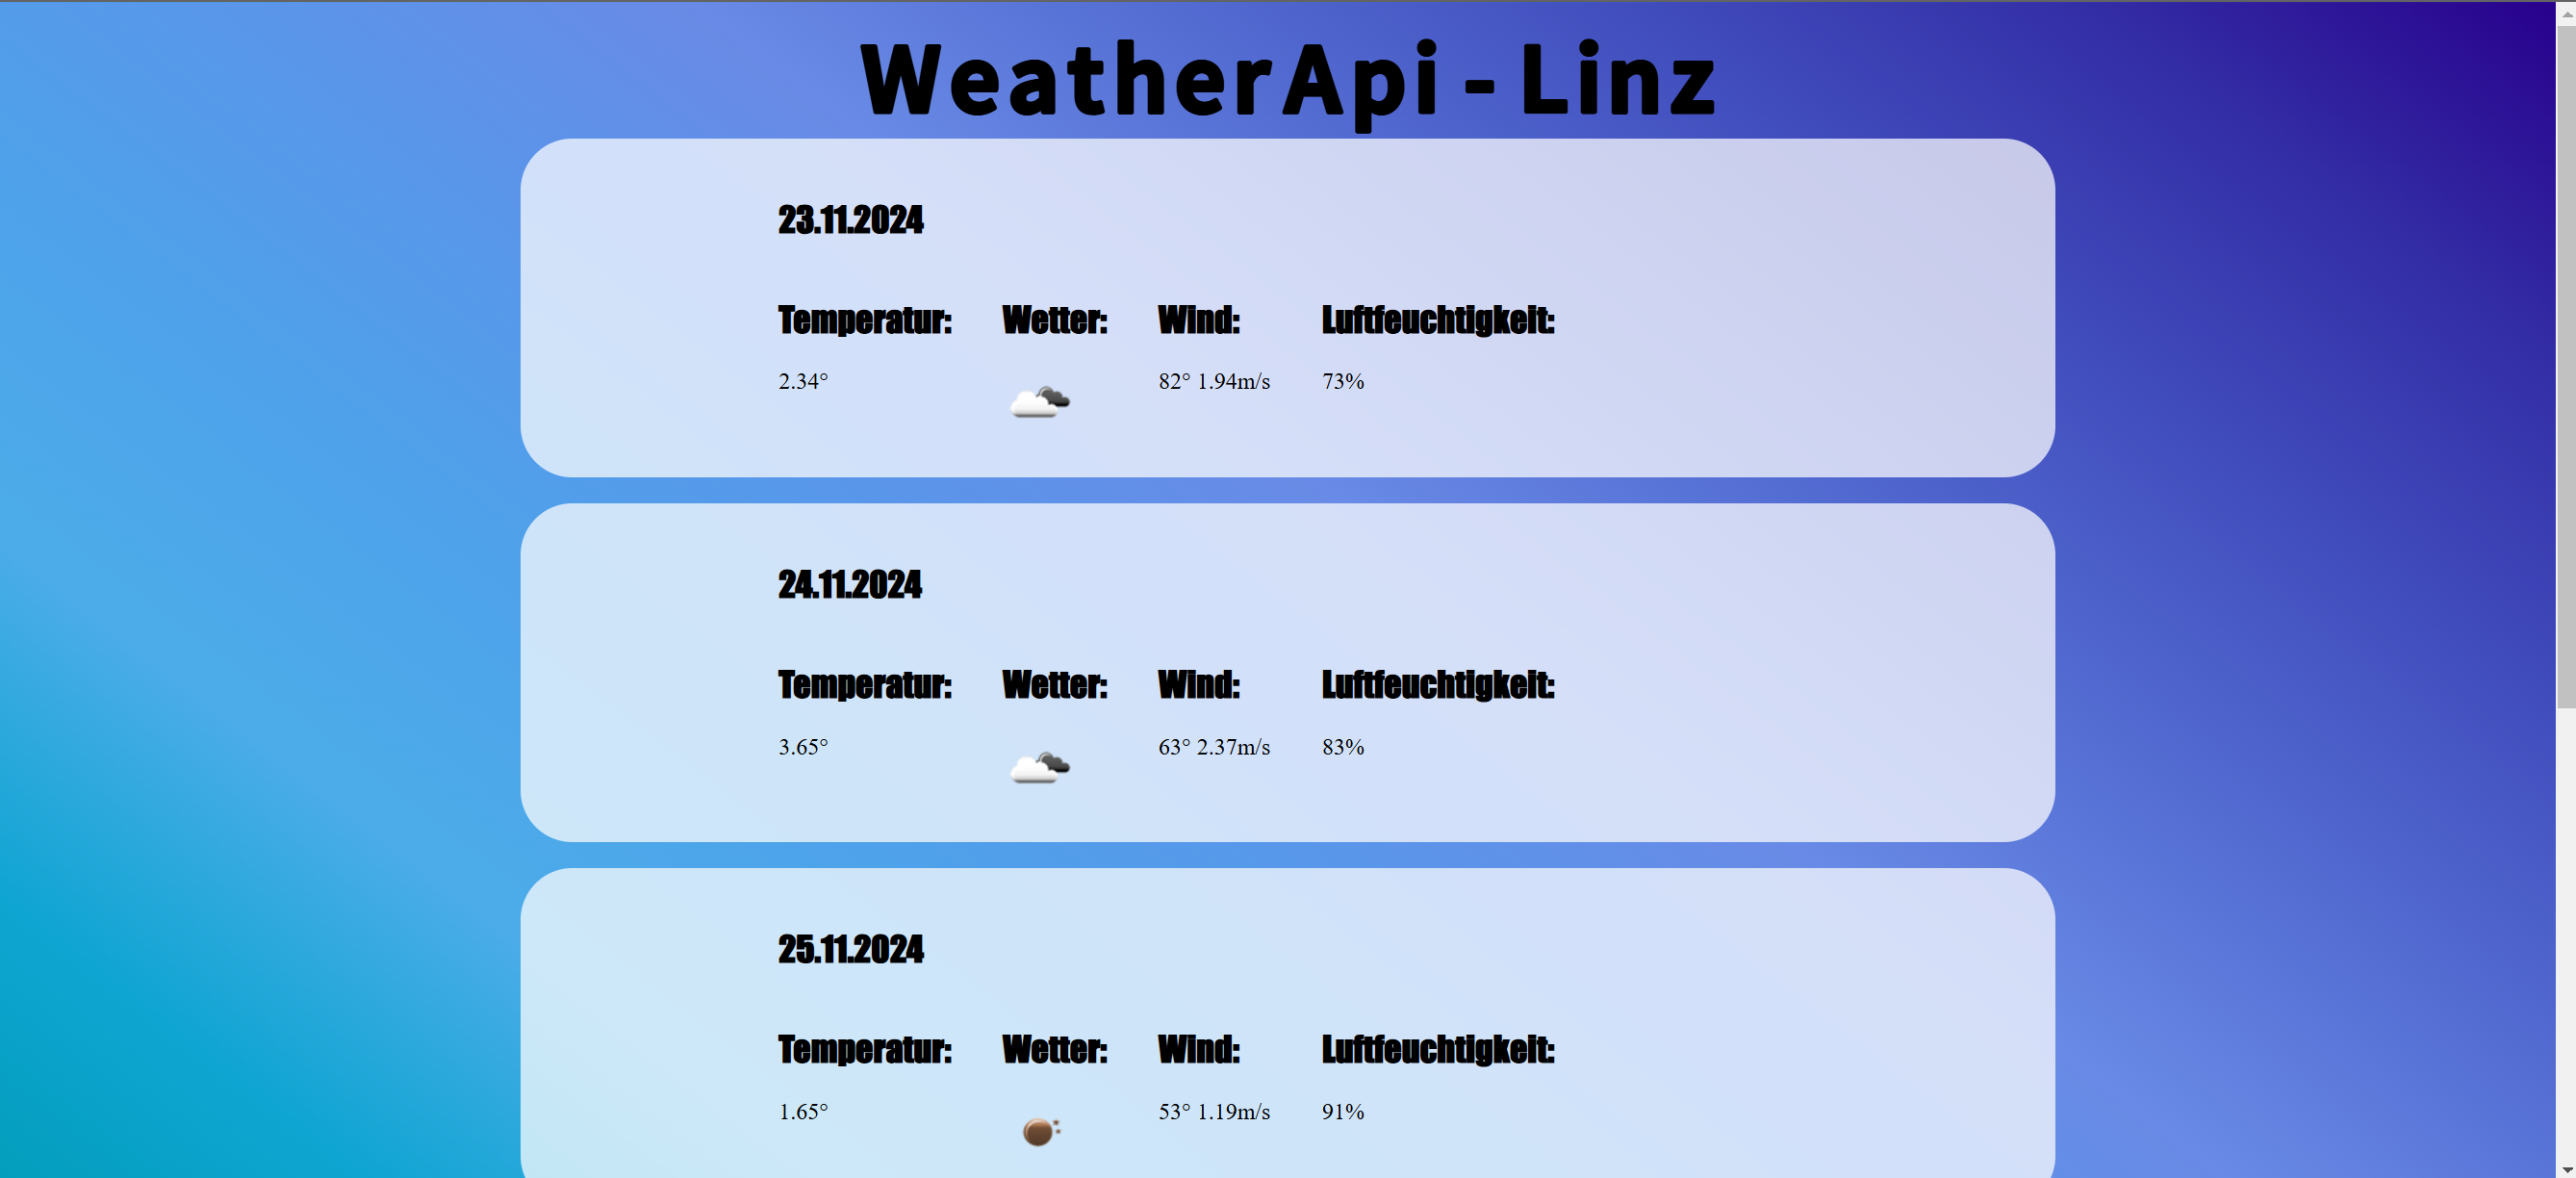 WeatherApi - Linz
23.11.2024
Temperatur: Wetter: Wind: Luftfeuchtigkeit:
2.34° 82° 1.94m/s 73%
24.11.2024
Temperatur: Wetter: Wind: Luftfeuchtigkeit:
3.65° 63° 2.37m/s 83%
25.11.2024
Temperatur: Wetter: Wind: Luftfeuchtigkeit:
1.65° 53° 1.19m/s 91%